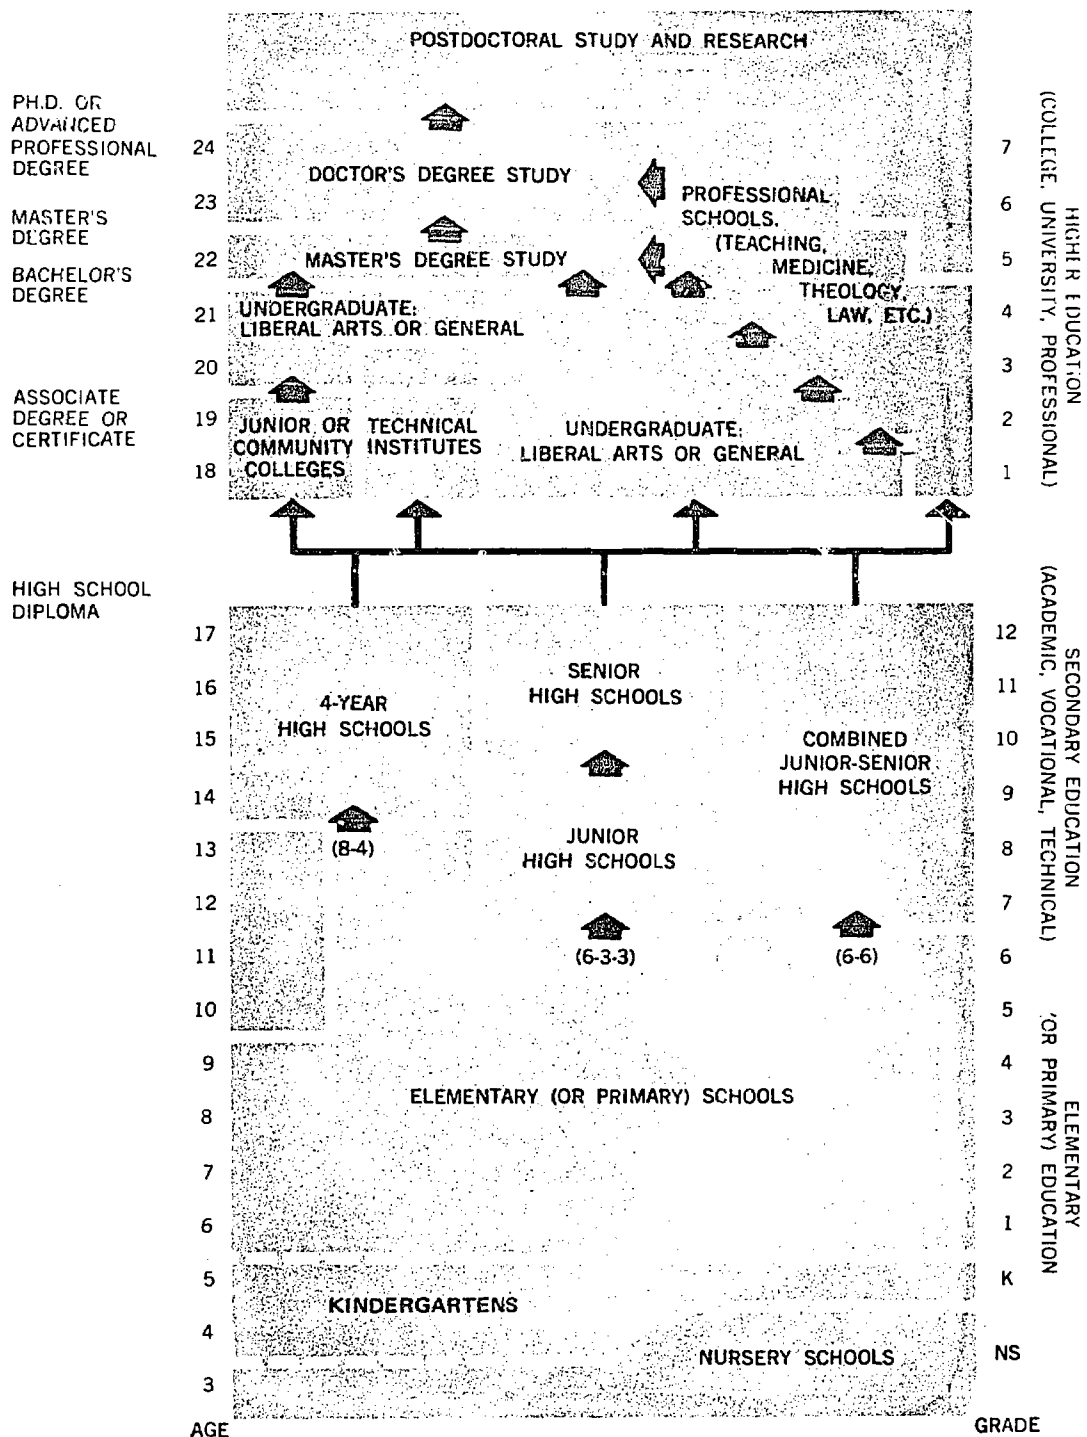 POSTDOCTORAL STUDY AND RESEARCH
PH.D. OR
ADVANCED
PROFESSIONAL
DEGREE
24
7
DOCTOR'S DEGREE STUDY
23
6
PROFESSIONAL
SCHOOLS.
(TEACHING,
MEDICINE,
THEOLOGY,
LAW, ETC.)
MASTER'S
DEGREE
22
MASTER'S DEGREE STUDY
5
BACHELOR'S
DEGREE
21
UNDERGRADUATE:
LIBERAL ARTS OR GENERAL
4
20
3
ASSOCIATE
DEGREE OR
CERTIFICATE
19
2
JUNIOR OR
COMMUNITY
COLLEGES
TECHNICAL
INSTITUTES
UNDERGRADUATE:
LIBERAL ARTS OR GENERAL
18
1
HIGHER EDUCATION
(COLLEGE, UNIVERSITY, PROFESSIONAL)
HIGH SCHOOL
DIPLOMA
17
12
16
SENIOR
HIGH SCHOOLS
11
4-YEAR
HIGH SCHOOLS
15
10
COMBINED
JUNIOR-SENIOR
HIGH SCHOOLS
14
9
13
(8-4)
JUNIOR
HIGH SCHOOLS
8
12
7
11
(6-3-3)
(6-6)
6
SECONDARY EDUCATION
(ACADEMIC, VOCATIONAL, TECHNICAL)
10
5
9
4
ELEMENTARY (OR PRIMARY) SCHOOLS
8
3
7
2
6
1
ELEMENTARY
(OR PRIMARY) EDUCATION
5
K
KINDERGARTENS
4
NURSERY SCHOOLS
NS
3
AGE
GRADE